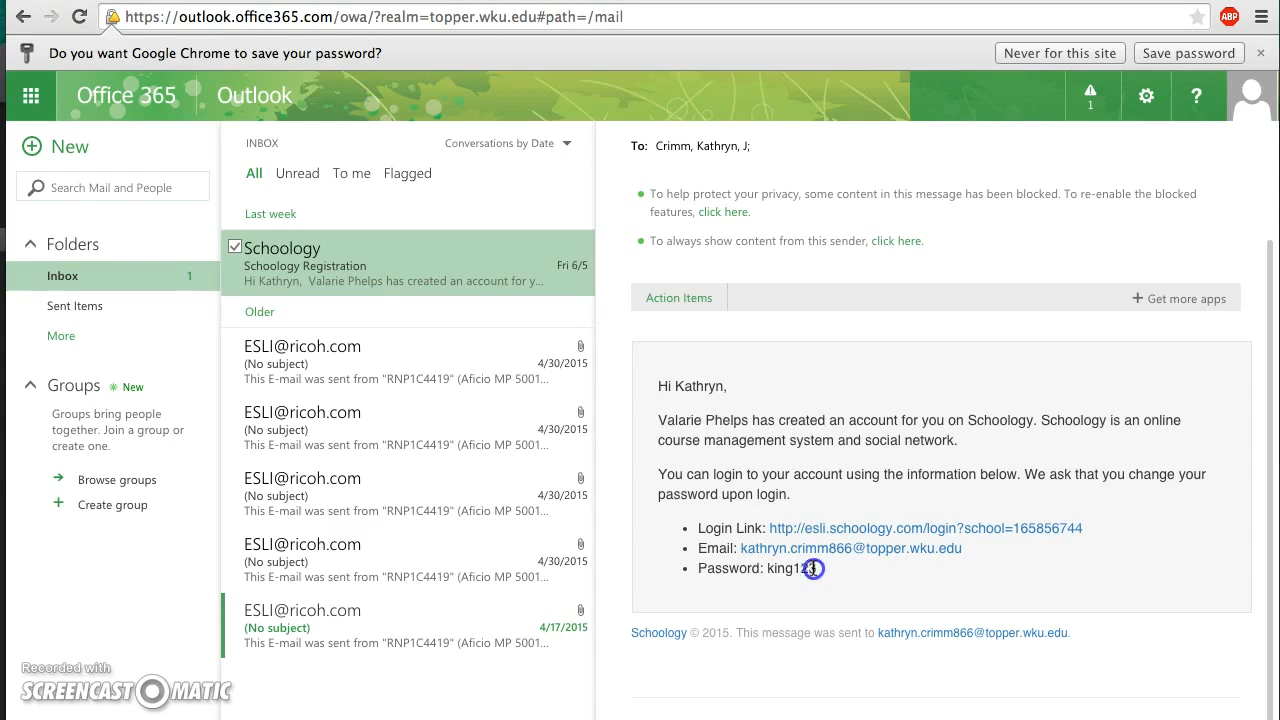 https://outlook.office365.com/owa/?realm=topper.wku.edu#path=/mail
ABP
Do you want Google Chrome to save your password?
Never for this site
Save password
×
Office 365
Outlook
1
?
New
Search Mail and People
Folders
Inbox 1
Sent Items
More
Groups New
Groups bring people
together. Join a group or
create one.
Browse groups
Create group
INBOX
Conversations by Date
All Unread To me Flagged
Last week
Schoology
Schoology Registration Fri 6/5
Hi Kathryn, Valarie Phelps has created an account for y...
Older
ESLI@ricoh.com
(No subject) 4/30/2015
This E-mail was sent from "RNP1C4419" (Aficio MP 5001...
ESLI@ricoh.com
(No subject) 4/30/2015
This E-mail was sent from "RNP1C4419" (Aficio MP 5001...
ESLI@ricoh.com
(No subject) 4/30/2015
This E-mail was sent from "RNP1C4419" (Aficio MP 5001...
ESLI@ricoh.com
(No subject) 4/30/2015
This E-mail was sent from "RNP1C4419" (Aficio MP 5001...
ESLI@ricoh.com
(No subject) 4/17/2015
This E-mail was sent from "RNP1C4419" (Aficio MP 5001...
To: Crimm, Kathryn, J;
To help protect your privacy, some content in this message has been blocked. To re-enable the blocked
features, click here.
To always show content from this sender, click here.
Action Items
+ Get more apps
Hi Kathryn,
Valarie Phelps has created an account for you on Schoology. Schoology is an online
course management system and social network.
You can login to your account using the information below. We ask that you change your
password upon login.
• Login Link: http://esli.schoology.com/login?school=165856744
• Email: kathryn.crimm866@topper.wku.edu
• Password: king123
Schoology © 2015. This message was sent to kathryn.crimm866@topper.wku.edu.
Recorded with
SCREENCAST-O-MATIC